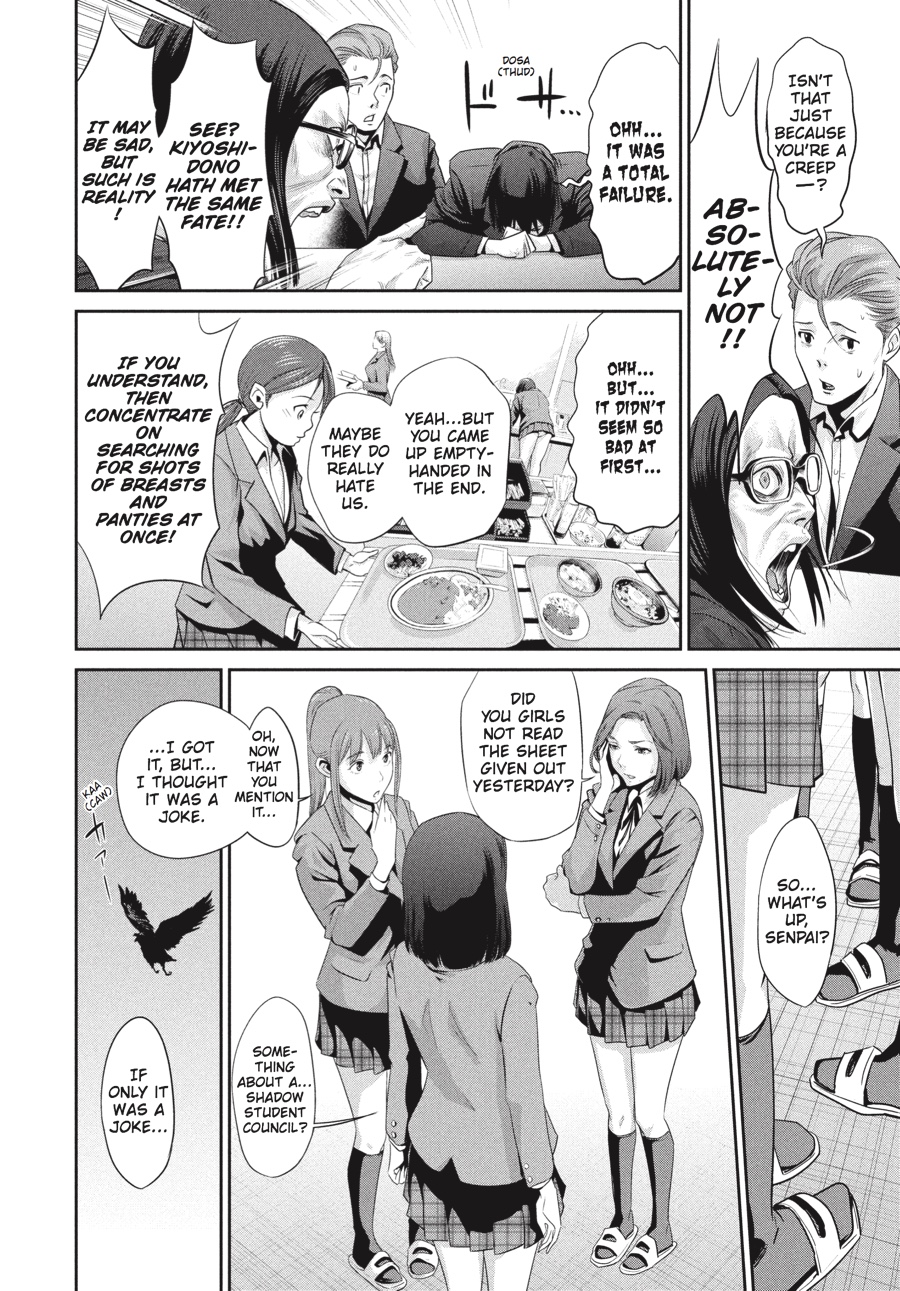 ISN'T
THAT
JUST
BECAUSE
YOU'RE A
CREEP
—?
AB-
SO-
LUTE-
LY
NOT
!!
DOSA
(THUD)
ドサ...
OHH...
IT WAS
A TOTAL
FAILURE.
SEE?
KIYOSHI-
DONO
HATH MET
THE SAME
FATE!!
IT MAY
BE SAD,
BUT
SUCH IS
REALITY
!
OHH...
BUT...
IT DIDN'T
SEEM SO
BAD AT
FIRST...
YEAH...BUT
YOU CAME
UP EMPTY-
HANDED IN
THE END.
MAYBE
THEY DO
REALLY
HATE
US.
IF YOU
UNDERSTAND,
THEN
CONCENTRATE
ON
SEARCHING
FOR SHOTS
OF BREASTS
AND
PANTIES AT
ONCE!
SO...
WHAT'S
UP,
SENPAI?
DID
YOU GIRLS
NOT READ
THE SHEET
GIVEN OUT
YESTERDAY?
OH,
NOW
THAT
YOU
MENTION
IT...
SOME-
THING
ABOUT A...
SHADOW
STUDENT
COUNCIL?
...I GOT
IT, BUT...
I THOUGHT
IT WAS A
JOKE.
KAA
(CAW)
カァー
IF
ONLY IT
WAS A
JOKE...